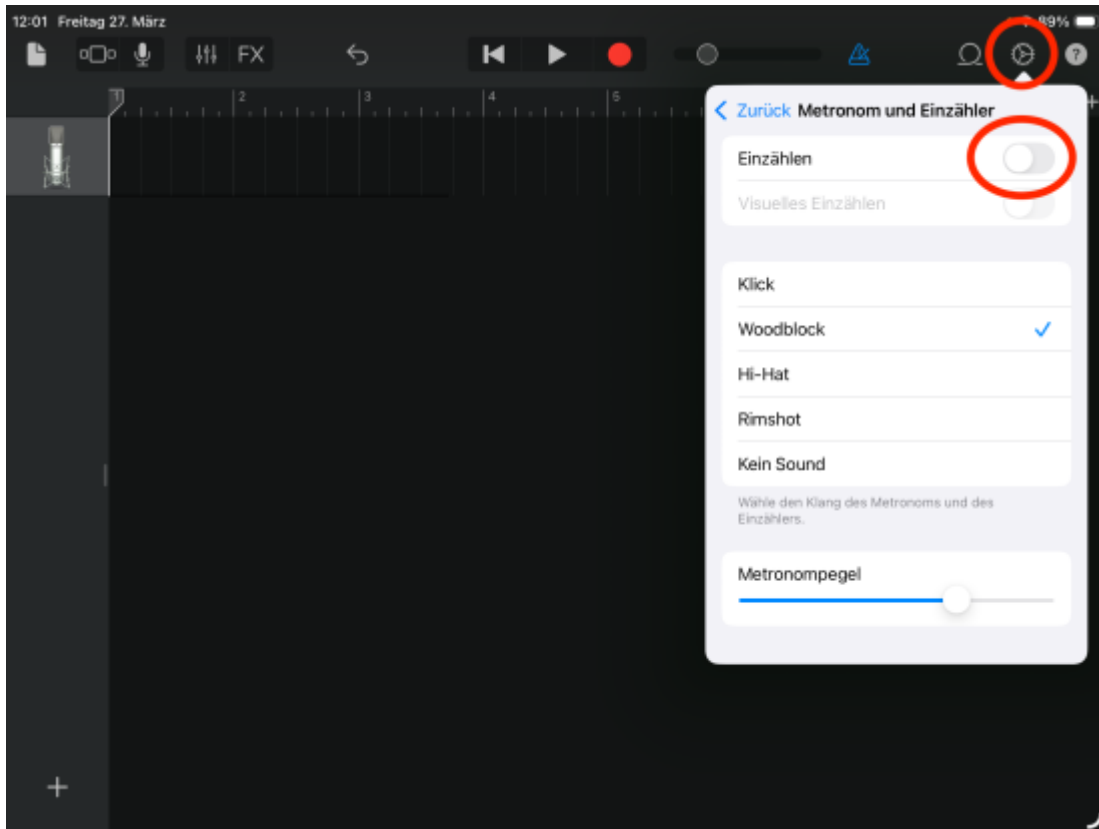 12:01 Freitag 27. März
89%
FX
?
1 2 3 4 5
Zurück Metronom und Einzähler
Einzählen
Visuelles Einzählen
Klick
Woodblock
Hi-Hat
Rimshot
Kein Sound
Wähle den Klang des Metronoms und des
Einzählers.
Metronompegel